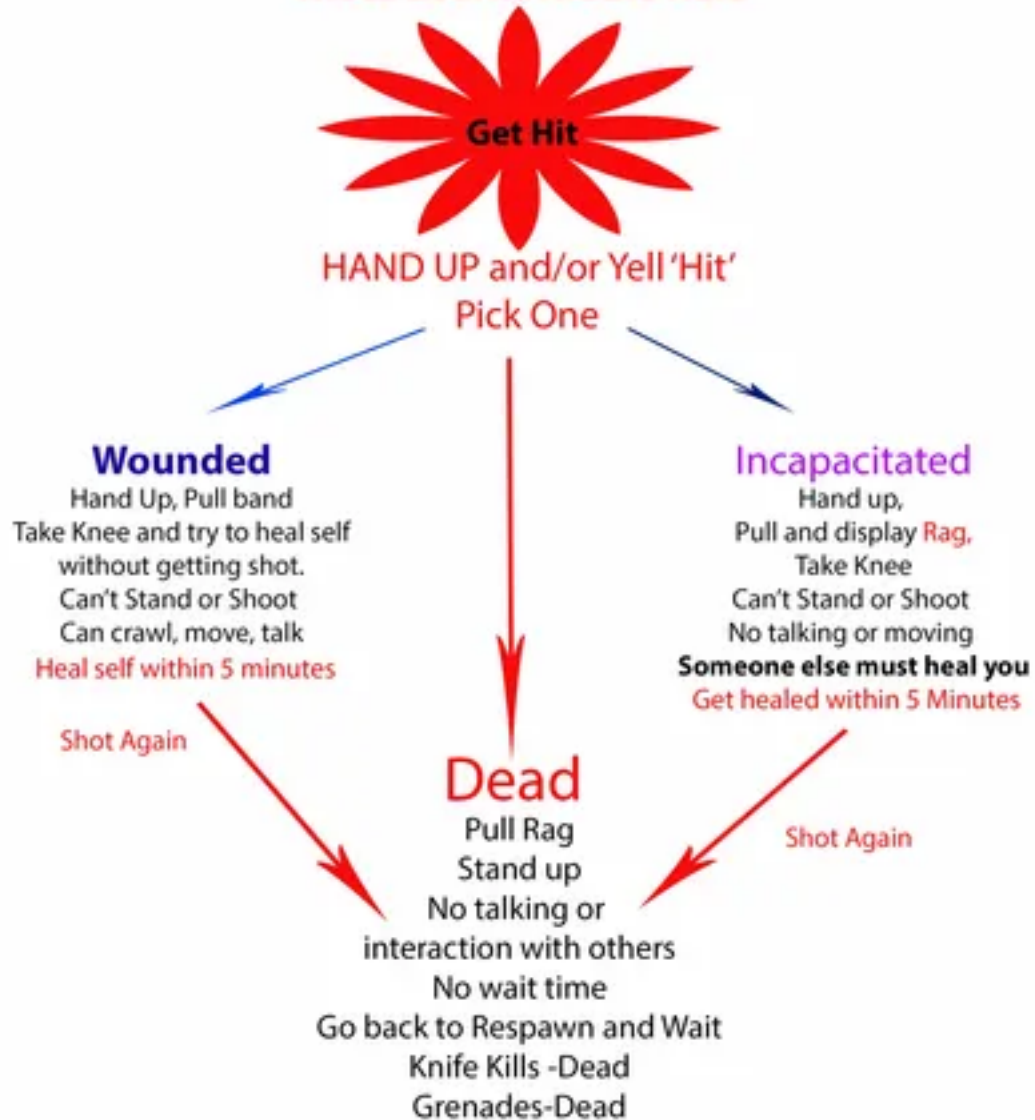 Get Hit
HAND UP and/or Yell 'Hit'
Pick One
Wounded
Hand Up, Pull band
Take Knee and try to heal self
without getting shot.
Can't Stand or Shoot
Can crawl, move, talk
Heal self within 5 minutes
Shot Again
Incapacitated
Hand up,
Pull and display Rag,
Take Knee
Can't Stand or Shoot
No talking or moving
Someone else must heal you
Get healed within 5 Minutes
Shot Again
Dead
Pull Rag
Stand up
No talking or
interaction with others
No wait time
Go back to Respawn and Wait
Knife Kills -Dead
Grenades-Dead